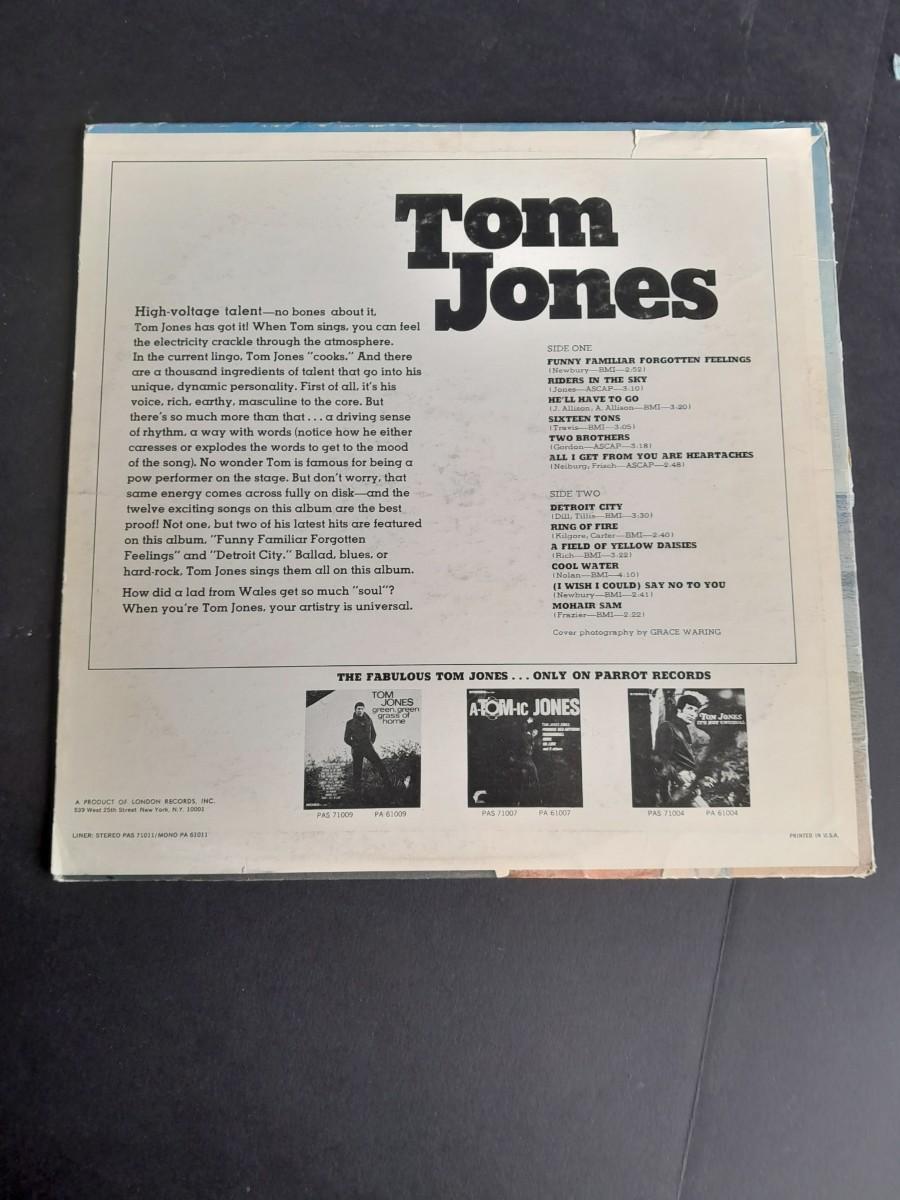 Tom
Jones
High-voltage talent—no bones about it,
Tom Jones has got it! When Tom sings, you can feel
the electricity crackle through the atmosphere.
In the current lingo, Tom Jones "cooks." And there
are a thousand ingredients of talent that go into his
unique, dynamic personality. First of all, it's his
voice, rich, earthy, masculine to the core. But
there's so much more than that . . . a driving sense
of rhythm, a way with words (notice how he either
caresses or explodes the words to get to the mood
of the song). No wonder Tom is famous for being a
pow performer on the stage. But don't worry, that
same energy comes across fully on disk—and the
twelve exciting songs on this album are the best
proof! Not one, but two of his latest hits are featured
on this album, "Funny Familiar Forgotten
Feelings" and "Detroit City." Ballad, blues, or
hard-rock, Tom Jones sings them all on this album.
How did a lad from Wales get so much "soul"?
When you're Tom Jones, your artistry is universal.
SIDE ONE
FUNNY FAMILIAR FORGOTTEN FEELINGS
(Newbury—BMI—2:52)
RIDERS IN THE SKY
(Jones—ASCAP—3:10)
HE'LL HAVE TO GO
(J. Allison, A. Allison—BMI—3:20)
SIXTEEN TONS
(Travis—BMI—3:05)
TWO BROTHERS
(Gordon—ASCAP—3:18)
ALL I GET FROM YOU ARE HEARTACHES
(Neiburg, Frisch—ASCAP—2:48)
SIDE TWO
DETROIT CITY
(Dill, Tillis—BMI—3:30)
RING OF FIRE
(Kilgore, Carter—BMI—2:40)
A FIELD OF YELLOW DAISIES
(Rich—BMI—3:22)
COOL WATER
(Nolan—BMI—4:10)
(I WISH I COULD) SAY NO TO YOU
(Newbury—BMI—2:41)
MOHAIR SAM
(Frazier—BMI—2:22)
Cover photography by GRACE WARING
THE FABULOUS TOM JONES . . . ONLY ON PARROT RECORDS
TOM
JONES
green, green
grass of
home
A-TOM-IC JONES
TOM JONES
IT'S NOT UNUSUAL
PAS 71009 PA 61009
PAS 71007 PA 61007
PAS 71004 PA 61004
A PRODUCT OF LONDON RECORDS, INC.
539 West 25th Street New York, N.Y. 10001
LINER: STEREO PAS 71011/MONO PA 61011
PRINTED IN U.S.A.